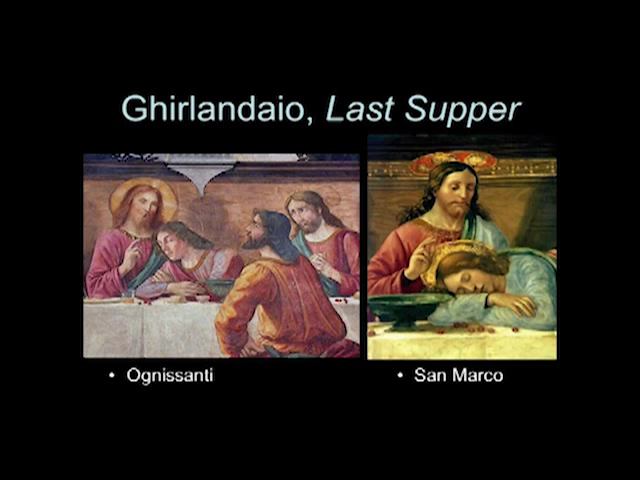 Ghirlandaio, Last Supper
• Ognissanti
• San Marco